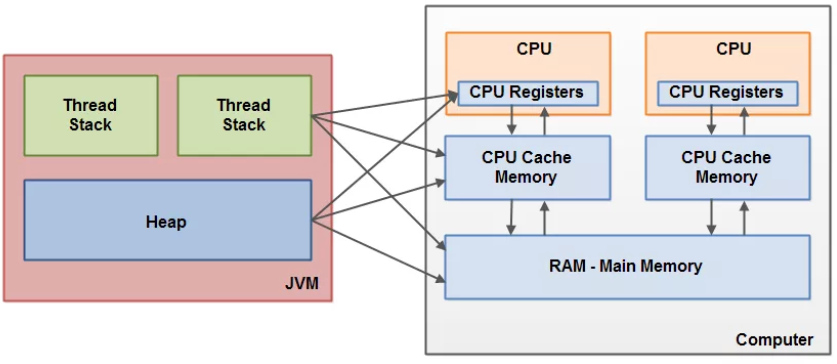 Thread
Stack
Thread
Stack
Heap
JVM
CPU
CPU Registers
CPU Cache
Memory
CPU
CPU Registers
CPU Cache
Memory
RAM - Main Memory
Computer